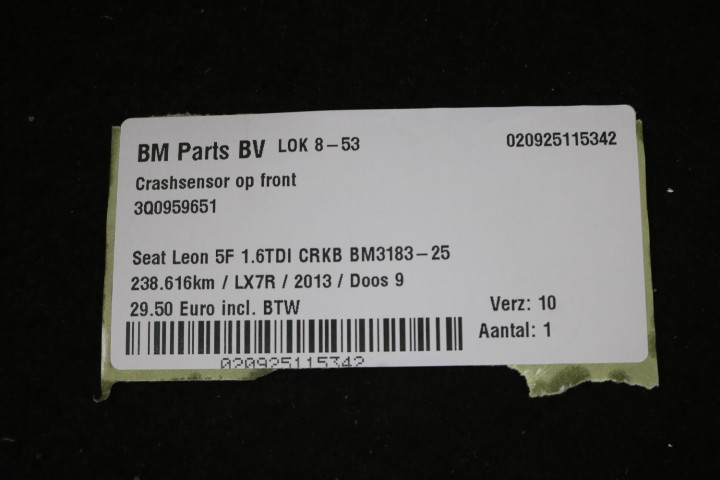 BM Parts BV LOK 8-53 020925115342
Crashsensor op front
3Q0959651
Seat Leon 5F 1.6TDI CRKB BM3183-25
238.616km / LX7R / 2013 / Doos 9
29.50 Euro incl. BTW Verz: 10
Aantal: 1
020925115342